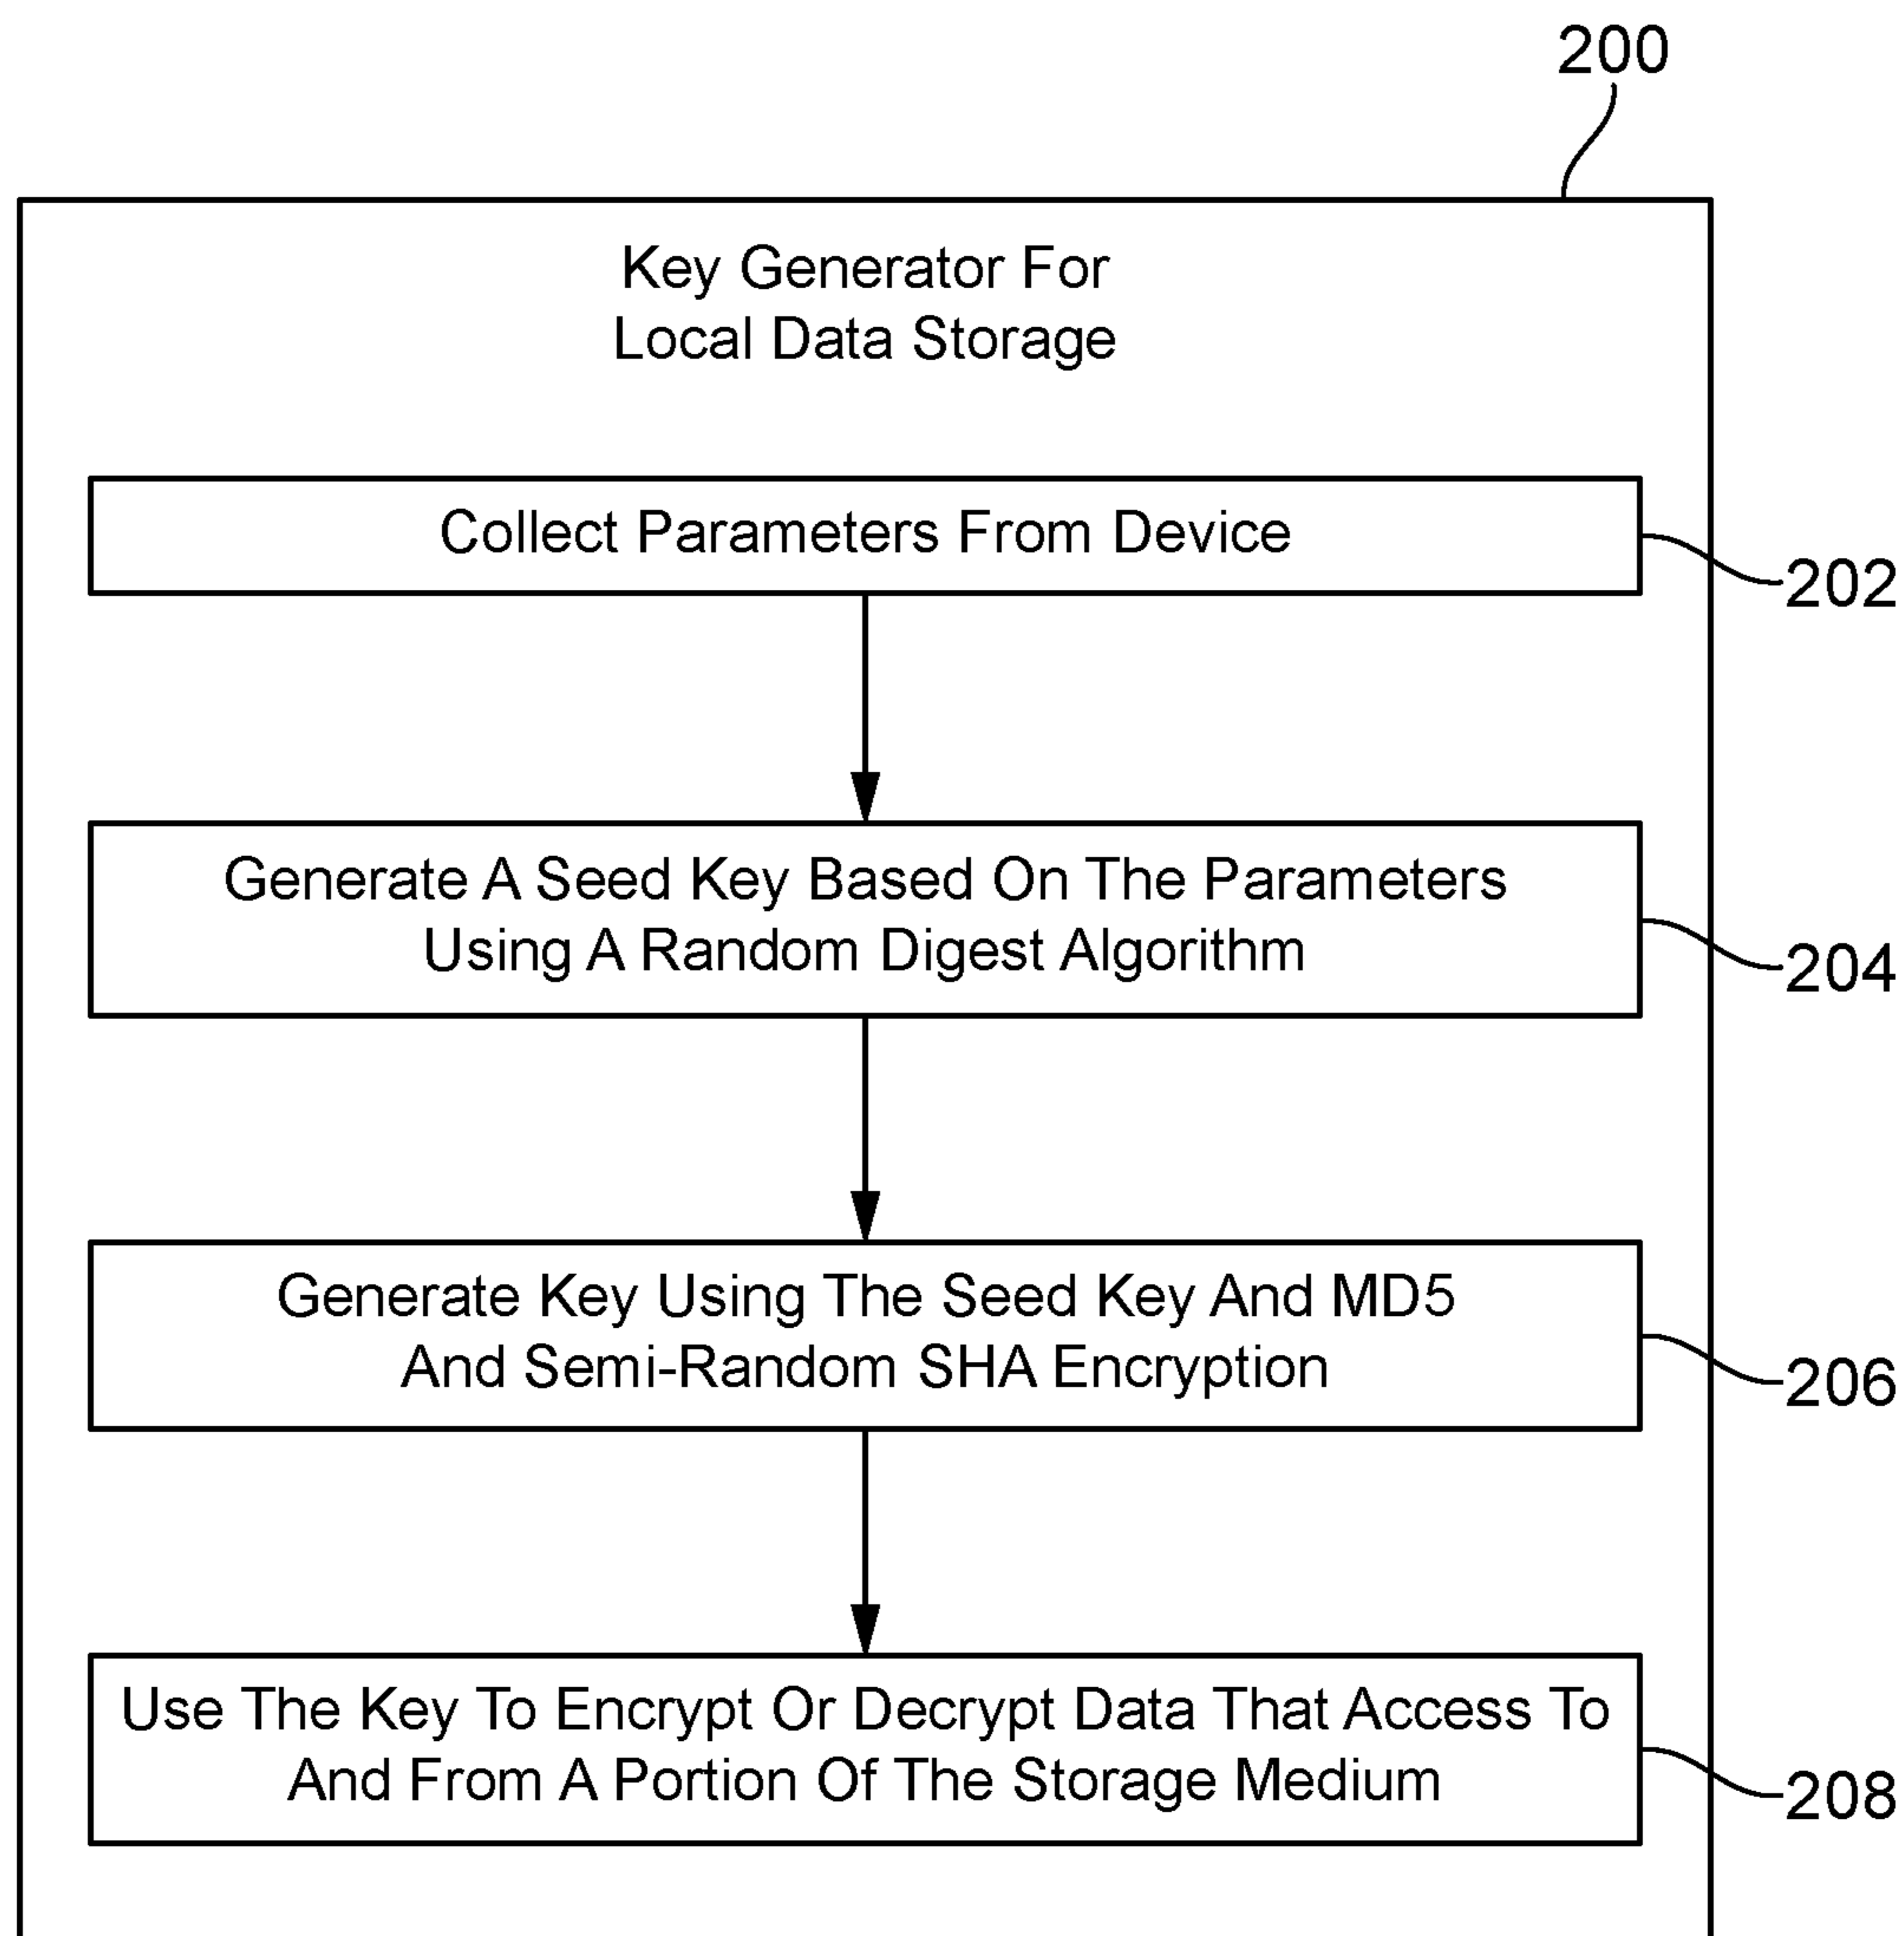 200
Key Generator For
Local Data Storage
Collect Parameters From Device
202
Generate A Seed Key Based On The Parameters
Using A Random Digest Algorithm
204
Generate Key Using The Seed Key And MD5
And Semi-Random SHA Encryption
206
Use The Key To Encrypt Or Decrypt Data That Access To
And From A Portion Of The Storage Medium
208